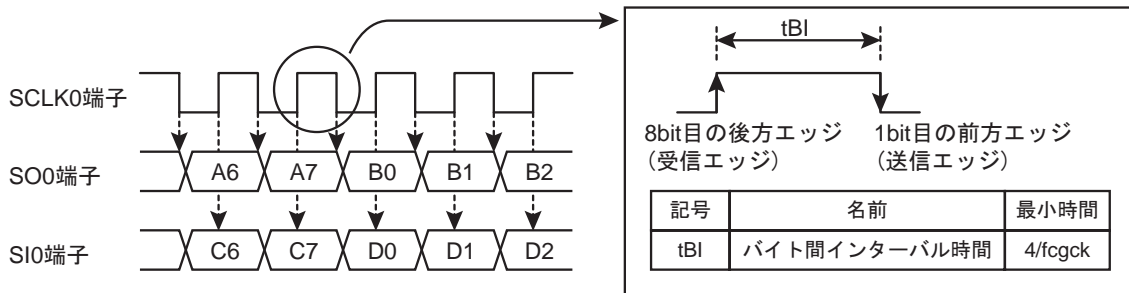 SCLK0端子
SO0端子
A6 A7 B0 B1 B2
SI0端子
C6 C7 D0 D1 D2
tBI
8bit目の後方エッジ
(受信エッジ)
1bit目の前方エッジ
(送信エッジ)
記号 名前 最小時間
tBI バイト間インターバル時間 4/fcgck